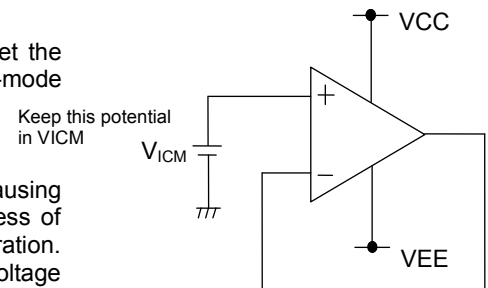 et the
-mode
ausing
ess of
ration.
oltage
Keep this potential
in VICM
VICM
+
−
VCC
VEE